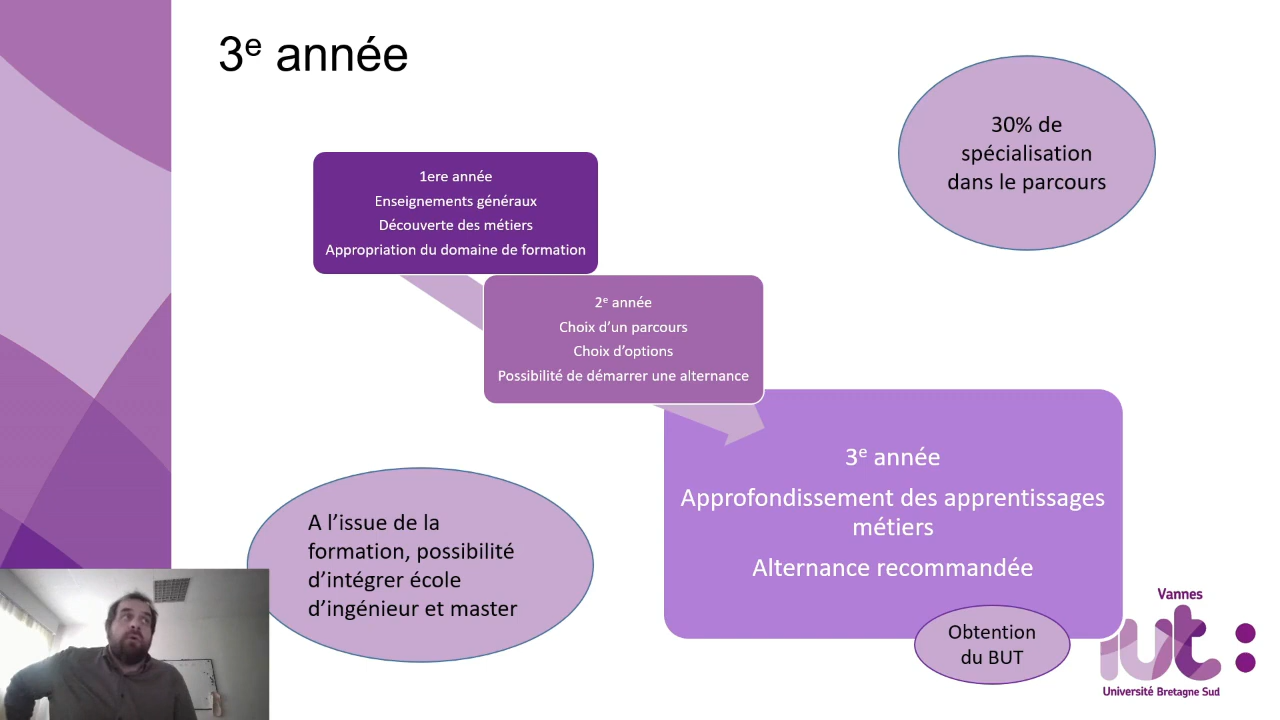 3e année
30% de
spécialisation
dans le parcours
1ere année
Enseignements généraux
Découverte des métiers
Appropriation du domaine de formation
2e année
Choix d'un parcours
Choix d'options
Possibilité de démarrer une alternance
3e année
Approfondissement des apprentissages
métiers
Alternance recommandée
A l'issue de la
formation, possibilité
d'intégrer école
d'ingénieur et master
Obtention
du BUT
Vannes
iut:
Université Bretagne Sud